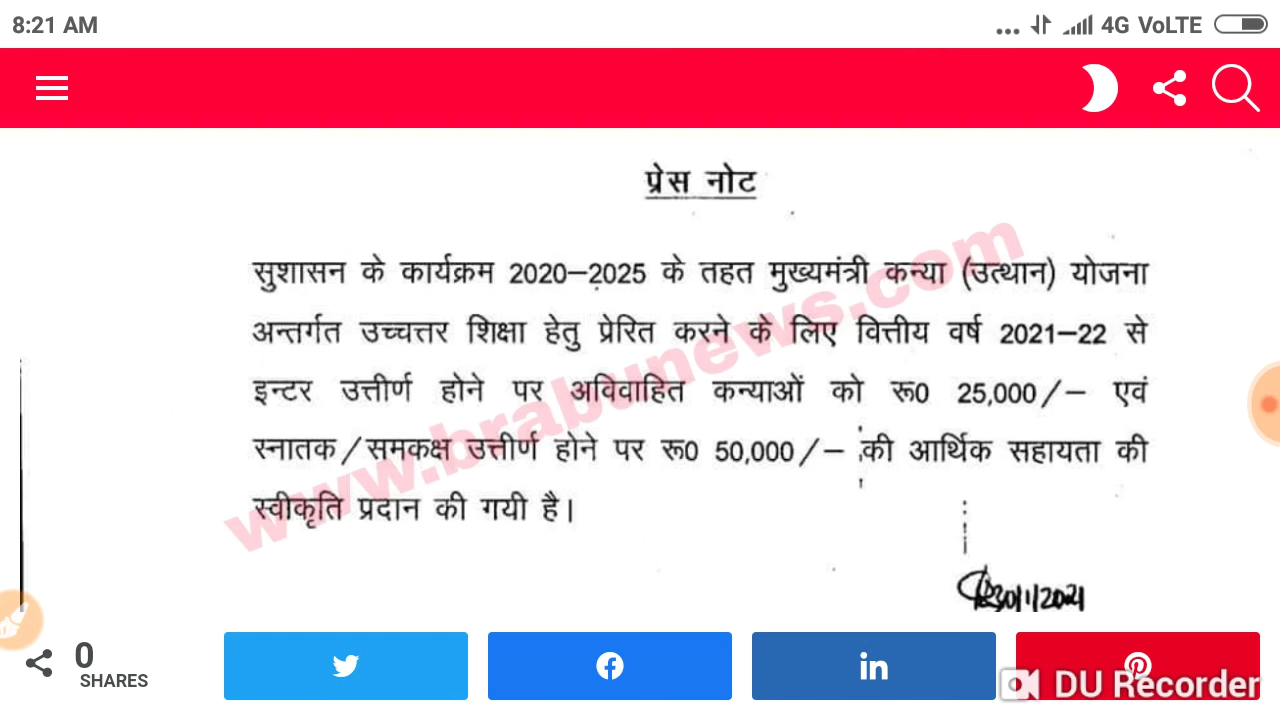 8:21 AM
4G VoLTE
प्रेस नोट
सुशासन के कार्यक्रम 2020–2025 के तहत मुख्यमंत्री कन्या (उत्थान) योजना
अन्तर्गत उच्चत्तर शिक्षा हेतु प्रेरित करने के लिए वित्तीय वर्ष 2021–22 से
इन्टर उत्तीर्ण होने पर अविवाहित कन्याओं को रू0 25,000/– एवं
स्नातक/समकक्ष उत्तीर्ण होने पर रू0 50,000/– की आर्थिक सहायता की
स्वीकृति प्रदान की गयी है।
www.brabunews.com
30/1/2021
0
SHARES
DU Recorder